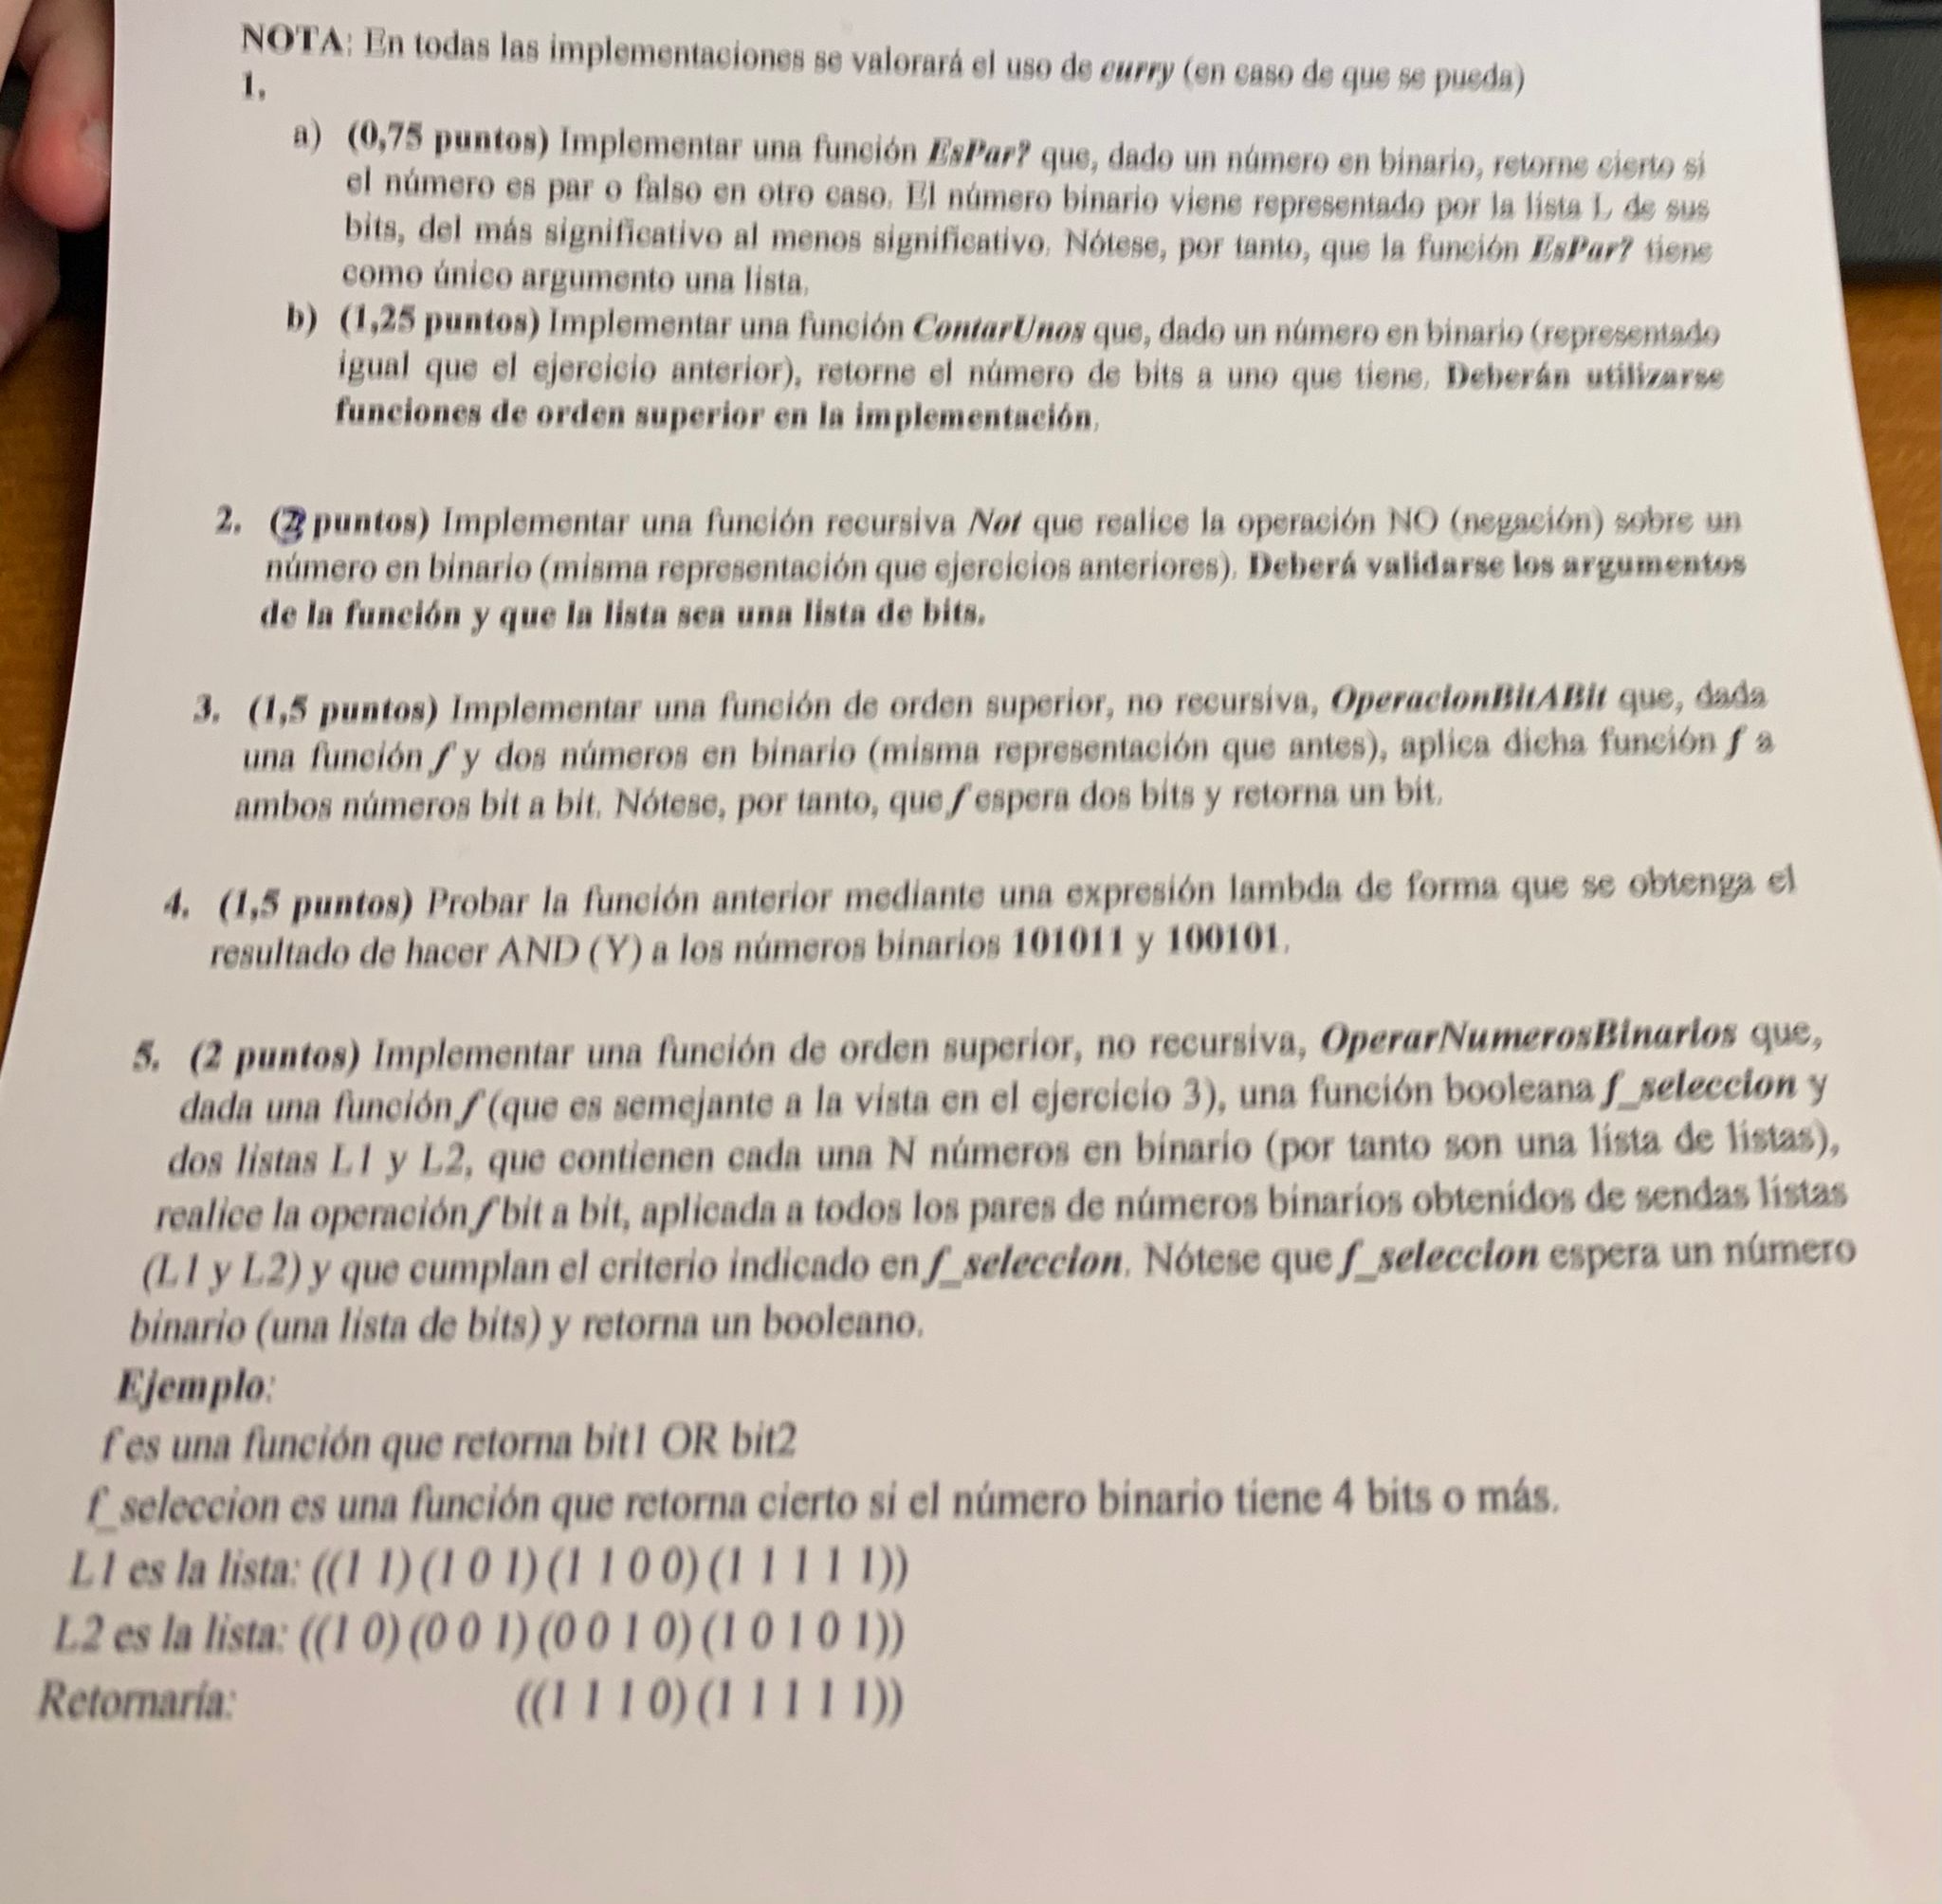 NOTA: En todas las implementaciones se valorará el uso de curry (en caso de que se pueda)
1.
a) (0,75 puntos) Implementar una función EsPar? que, dado un número en binario, retorne cierto si
el número es par o falso en otro caso. El número binario viene representado por la lista L de sus
bits, del más significativo al menos significativo. Nótese, por tanto, que la función EsPar? tiene
como único argumento una lista.
b) (1,25 puntos) Implementar una función ContarUnos que, dado un número en binario (representado
igual que el ejercicio anterior), retorne el número de bits a uno que tiene. Deberán utilizarse
funciones de orden superior en la implementación.
2. (2 puntos) Implementar una función recursiva Not que realice la operación NO (negación) sobre un
número en binario (misma representación que ejercicios anteriores). Deberá validarse los argumentos
de la función y que la lista sea una lista de bits.
3. (1,5 puntos) Implementar una función de orden superior, no recursiva, OperacionBitABit que, dada
una función f y dos números en binario (misma representación que antes), aplica dicha función f a
ambos números bit a bit. Nótese, por tanto, que f espera dos bits y retorna un bit.
4. (1,5 puntos) Probar la función anterior mediante una expresión lambda de forma que se obtenga el
resultado de hacer AND (Y) a los números binarios 101011 y 100101.
5. (2 puntos) Implementar una función de orden superior, no recursiva, OperarNumerosBinarios que,
dada una función f (que es semejante a la vista en el ejercicio 3), una función booleana f_seleccion y
dos listas L1 y L2, que contienen cada una N números en binario (por tanto son una lista de listas),
realice la operación f bit a bit, aplicada a todos los pares de números binarios obtenidos de sendas listas
(L1 y L2) y que cumplan el criterio indicado en f_seleccion. Nótese que f_seleccion espera un número
binario (una lista de bits) y retorna un booleano.
Ejemplo:
f es una función que retorna bit1 OR bit2
f_seleccion es una función que retorna cierto si el número binario tiene 4 bits o más.
L1 es la lista: ((1 1) (1 0 1) (1 1 0 0) (1 1 1 1 1))
L2 es la lista: ((1 0) (0 0 1) (0 0 1 0) (1 0 1 0 1))
Retornaría: ((1 1 1 0) (1 1 1 1 1))